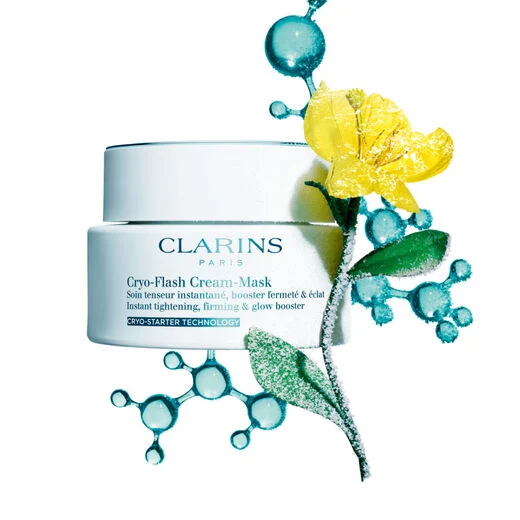 CLARINS
PARIS
Cryo-Flash Cream-Mask
Soin tenseur instantané, booster fermeté & éclat
Instant tightening, firming & glow booster
CRYO-STARTER TECHNOLOGY